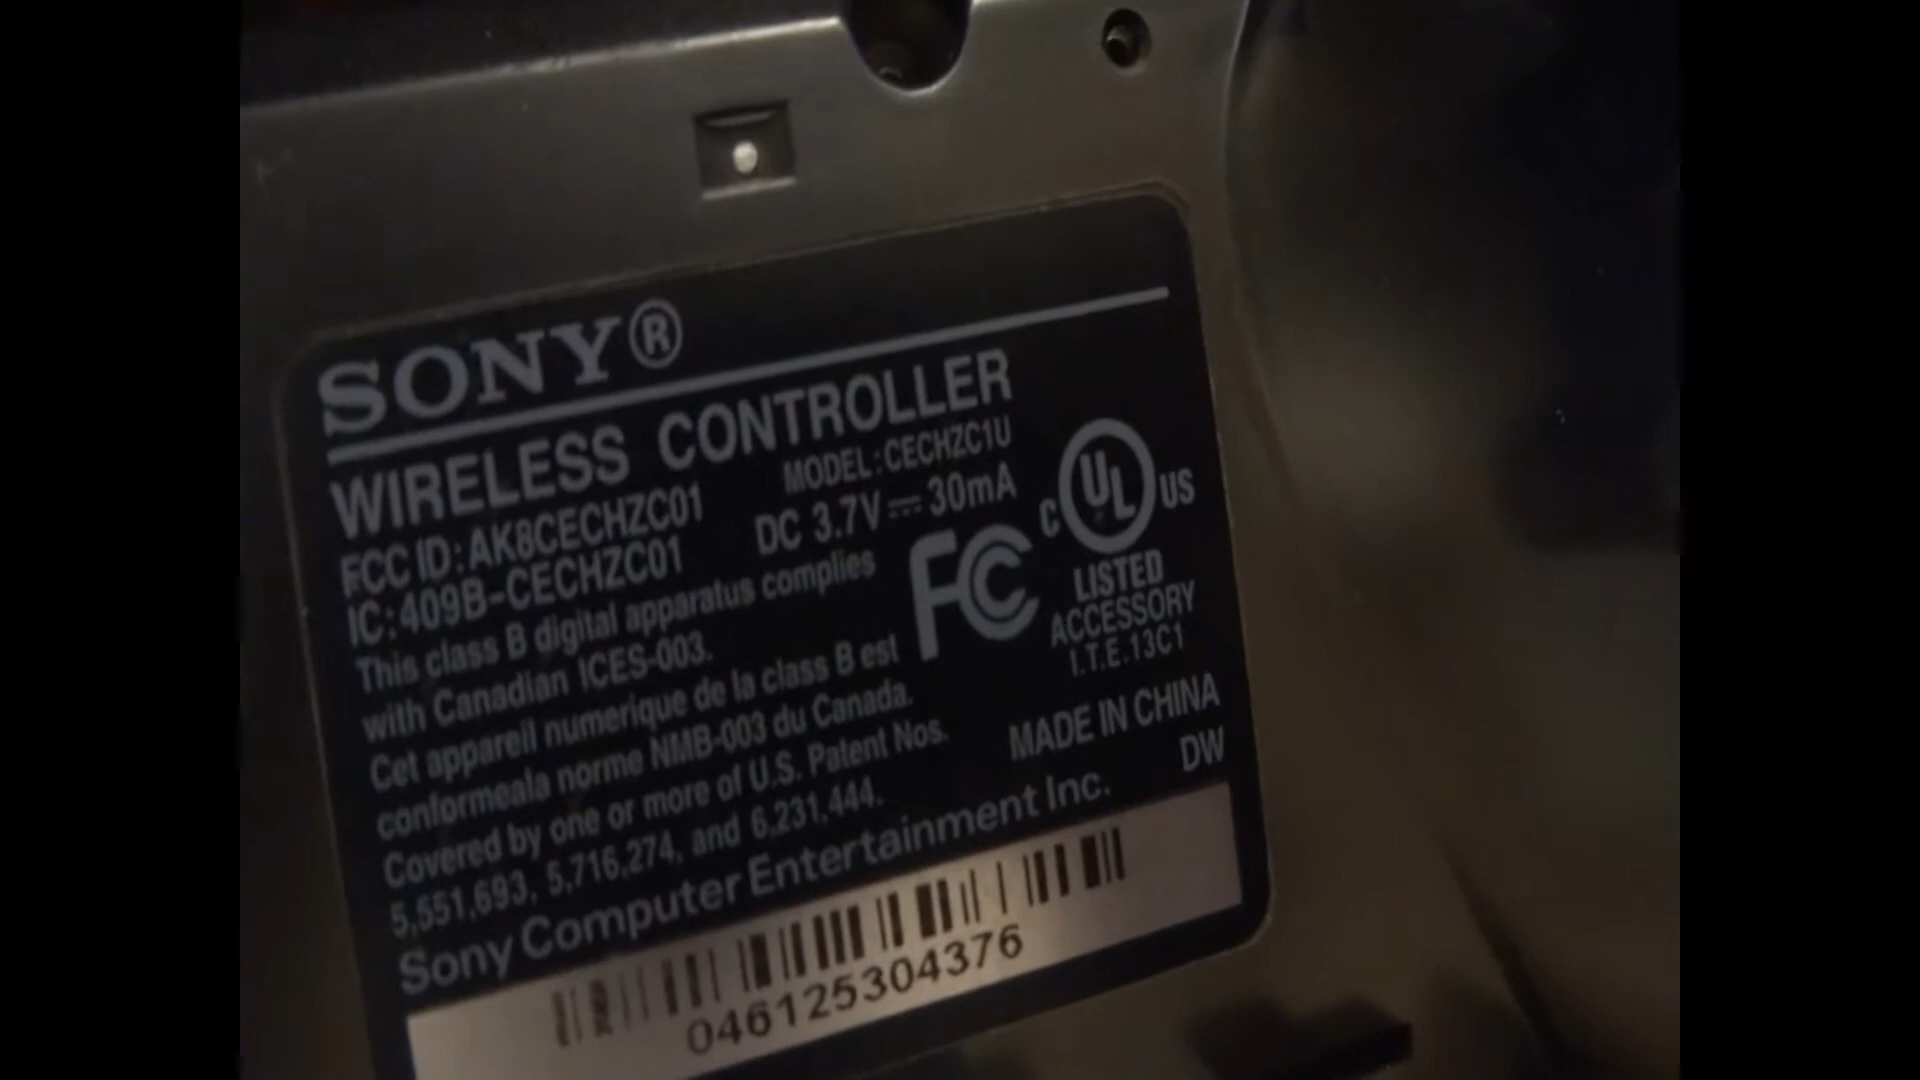 SONY®
WIRELESS CONTROLLER
MODEL:CECHZC1U
FCC ID:AK8CECHZC01
DC 3.7V ⎓ 30mA
IC:409B-CECHZC01
This class B digital apparatus complies
with Canadian ICES-003.
Cet appareil numerique de la class B est
conformeala norme NMB-003 du Canada.
Covered by one or more of U.S. Patent Nos.
5,551,693, 5,716,274, and 6,231,444.
FC
C UL US
LISTED
ACCESSORY
I.T.E.13C1
MADE IN CHINA
DW
Sony Computer Entertainment Inc.
046125304376